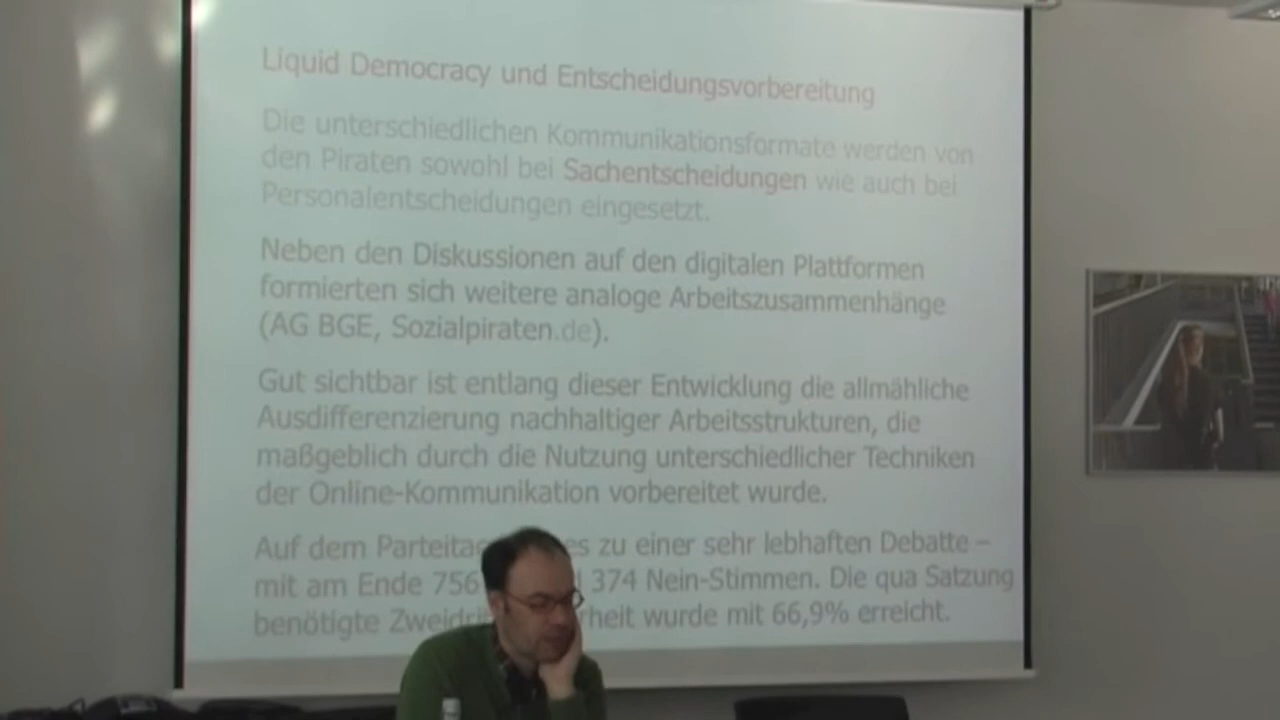 Liquid Democracy und Entscheidungsvorbereitung
Die unterschiedlichen Kommunikationsformate werden von
den Piraten sowohl bei Sachentscheidungen wie auch bei
Personalentscheidungen eingesetzt.
Neben den Diskussionen auf den digitalen Plattformen
formierten sich weitere analoge Arbeitszusammenhänge
(AG BGE, Sozialpiraten.de).
Gut sichtbar ist entlang dieser Entwicklung die allmähliche
Ausdifferenzierung nachhaltiger Arbeitsstrukturen, die
maßgeblich durch die Nutzung unterschiedlicher Techniken
der Online-Kommunikation vorbereitet wurde.
Auf dem es zu einer sehr lebhaften Debatte –
mit am Ende 756 374 Nein-Stimmen. Die qua Satzung
benötigte wurde mit 66,9% erreicht.